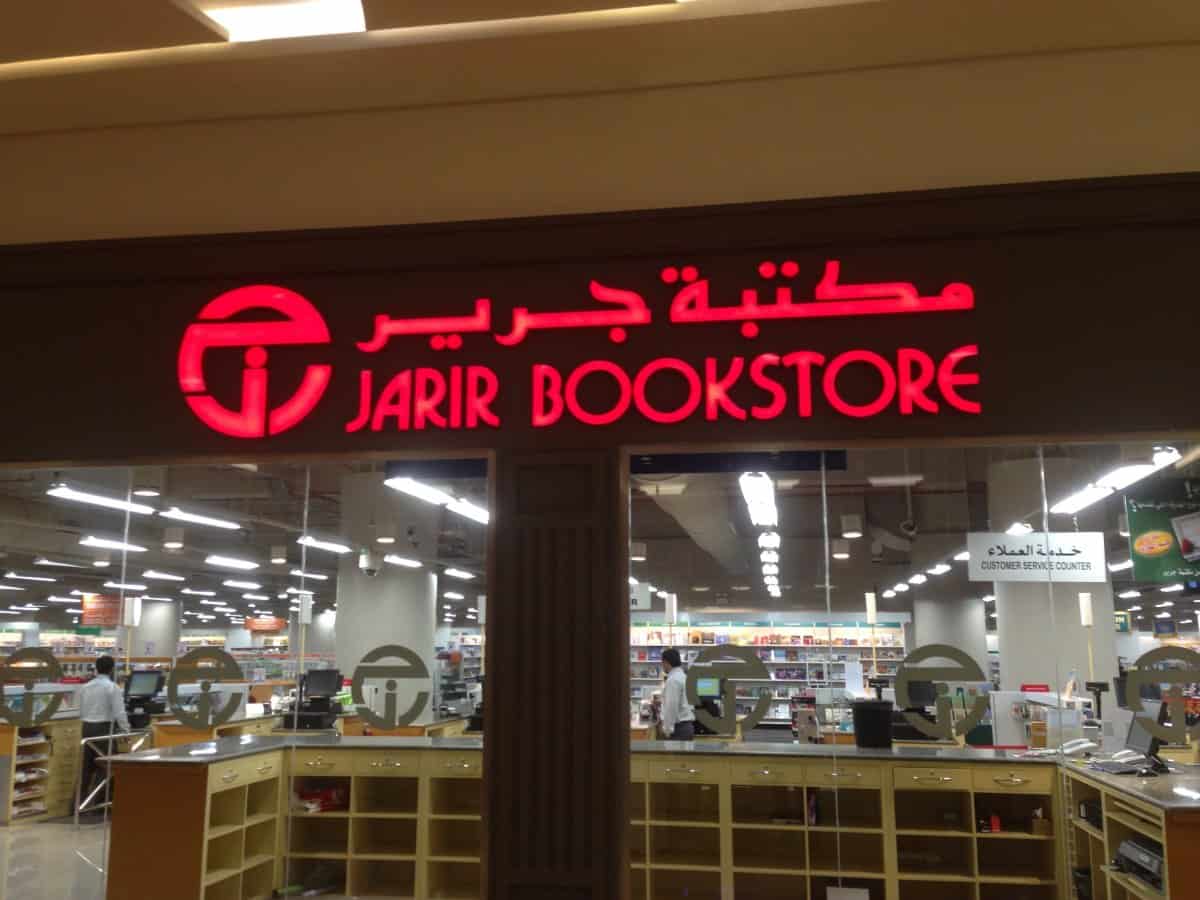 مكتبة جرير
JARIR BOOKSTORE
خدمة العملاء
CUSTOMER SERVICE COUNTER